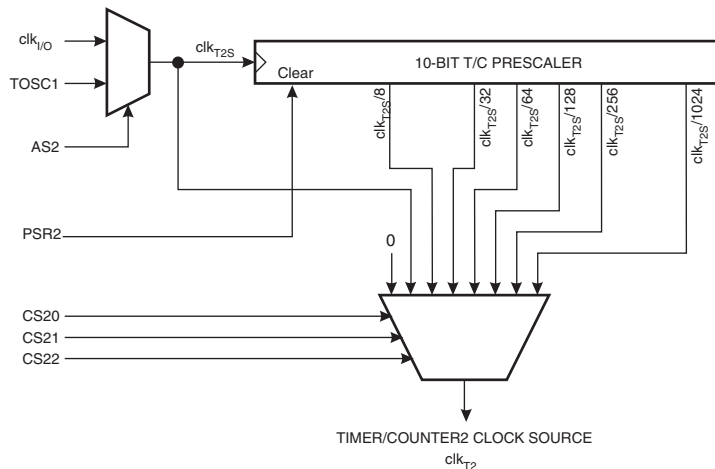 clkI/O
TOSC1
AS2
PSR2
CS20
CS21
CS22
clkT2S
Clear
10-BIT T/C PRESCALER
clkT2S/8
clkT2S/32
clkT2S/64
clkT2S/128
clkT2S/256
clkT2S/1024
0
TIMER/COUNTER2 CLOCK SOURCE
clkT2